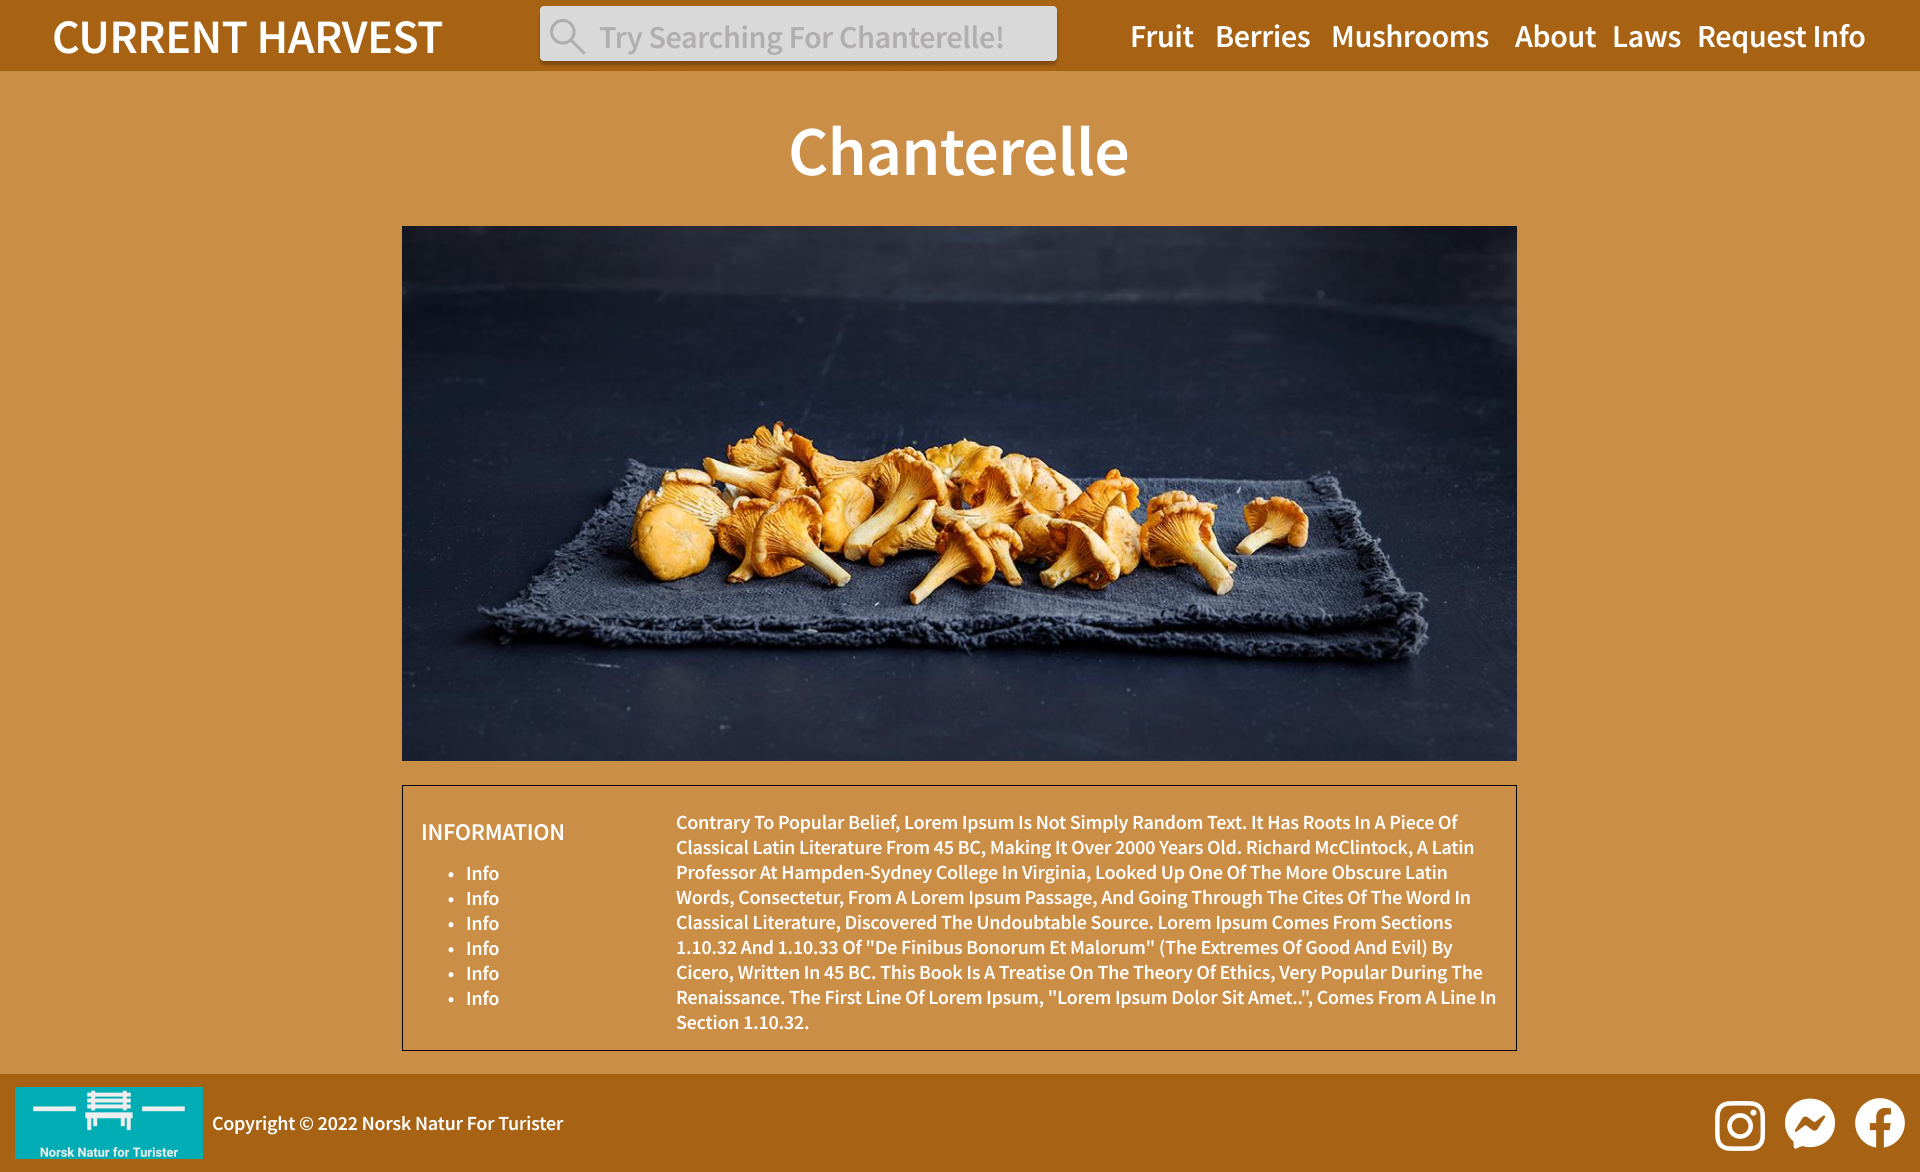 CURRENT HARVEST
Try Searching For Chanterelle!
Fruit Berries Mushrooms About Laws Request Info
Chanterelle
INFORMATION
• Info
• Info
• Info
• Info
• Info
• Info
Contrary To Popular Belief, Lorem Ipsum Is Not Simply Random Text. It Has Roots In A Piece Of
Classical Latin Literature From 45 BC, Making It Over 2000 Years Old. Richard McClintock, A Latin
Professor At Hampden-Sydney College In Virginia, Looked Up One Of The More Obscure Latin
Words, Consectetur, From A Lorem Ipsum Passage, And Going Through The Cites Of The Word In
Classical Literature, Discovered The Undoubtable Source. Lorem Ipsum Comes From Sections
1.10.32 And 1.10.33 Of "De Finibus Bonorum Et Malorum" (The Extremes Of Good And Evil) By
Cicero, Written In 45 BC. This Book Is A Treatise On The Theory Of Ethics, Very Popular During The
Renaissance. The First Line Of Lorem Ipsum, "Lorem Ipsum Dolor Sit Amet..", Comes From A Line In
Section 1.10.32.
Norsk Natur for Turister
Copyright © 2022 Norsk Natur For Turister